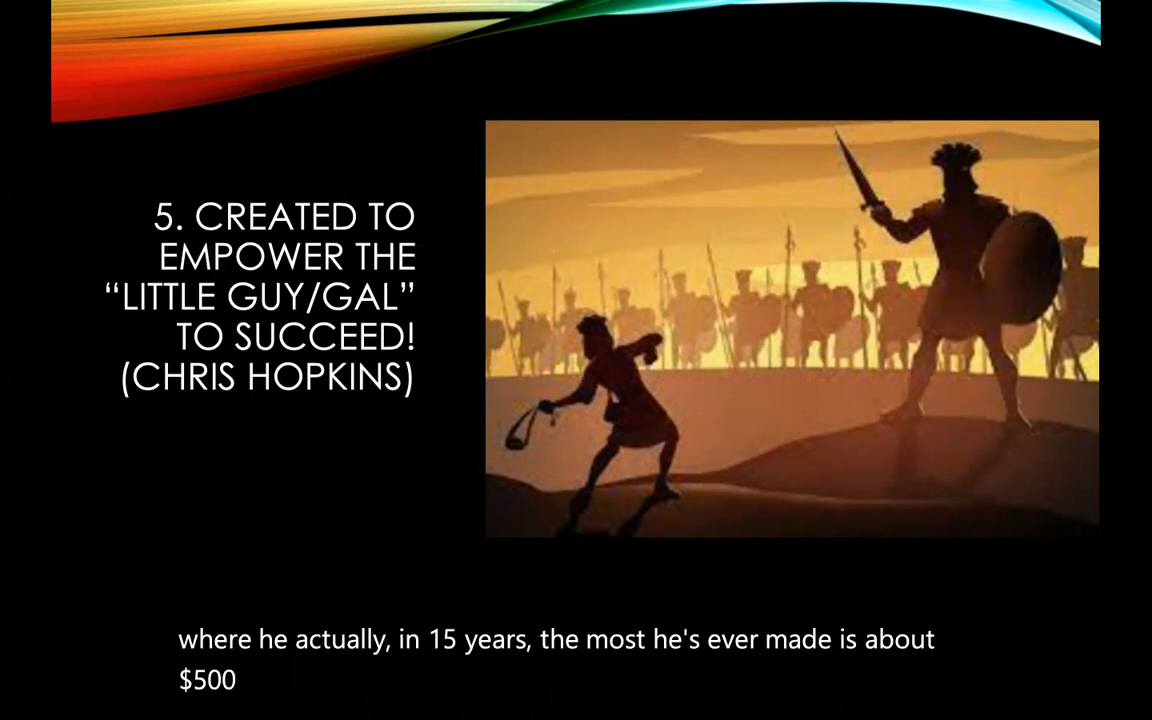 5. CREATED TO
EMPOWER THE
“LITTLE GUY/GAL”
TO SUCCEED!
(CHRIS HOPKINS)
where he actually, in 15 years, the most he's ever made is about
$500